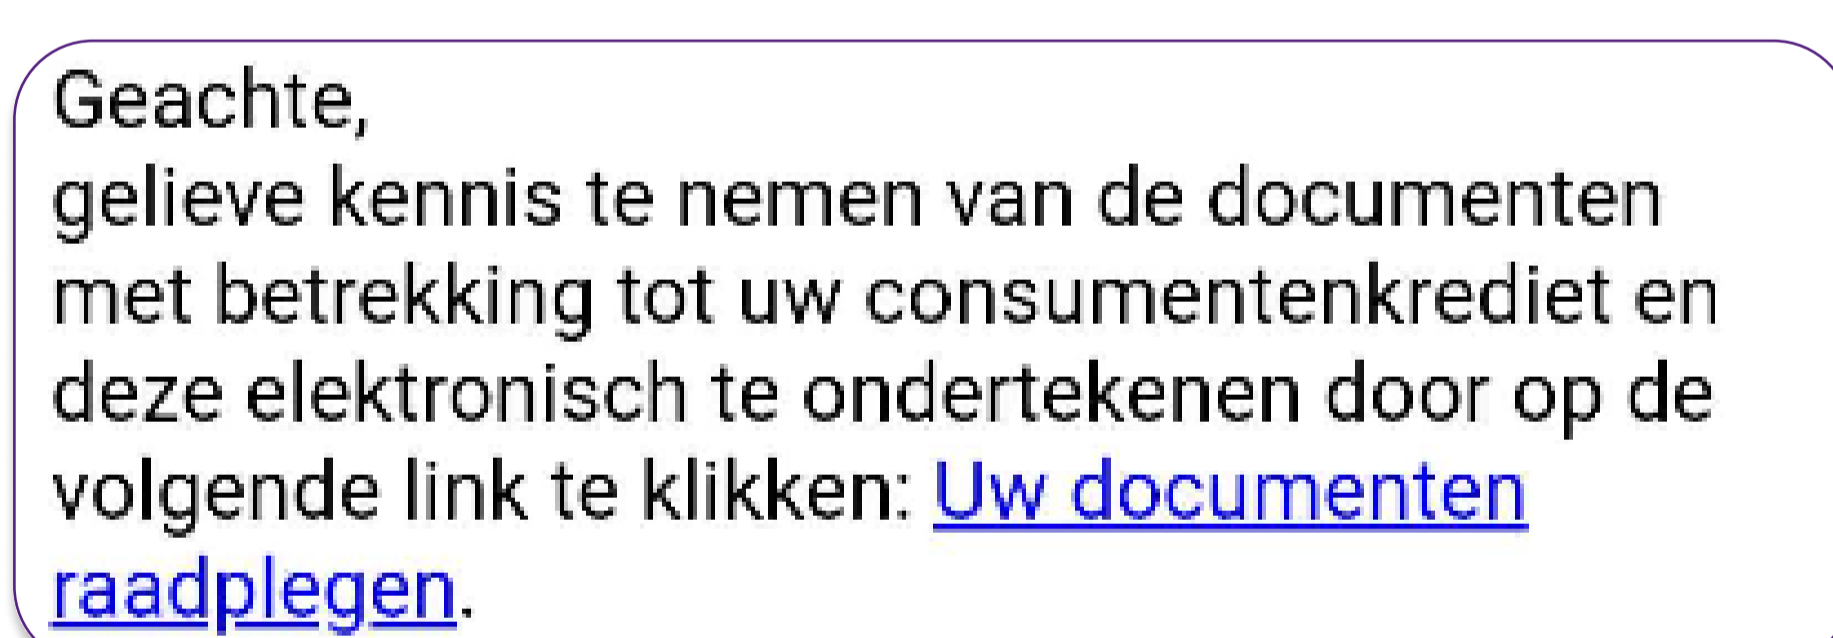 Geachte,
gelieve kennis te nemen van de documenten
met betrekking tot uw consumentenkrediet en
deze elektronisch te ondertekenen door op de
volgende link te klikken: Uw documenten
raadplegen.